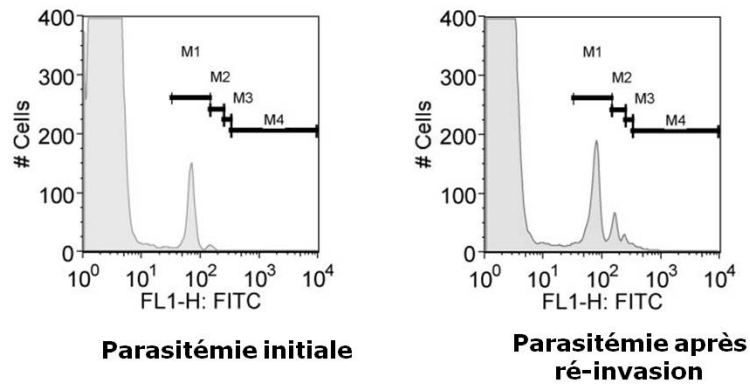 400
300
200
100
0
# Cells
M1
M2
M3
M4
10^0 10^1 10^2 10^3 10^4
FL1-H: FITC
Parasitémie initiale
400
300
200
100
0
# Cells
M1
M2
M3
M4
10^0 10^1 10^2 10^3 10^4
FL1-H: FITC
Parasitémie après
ré-invasion